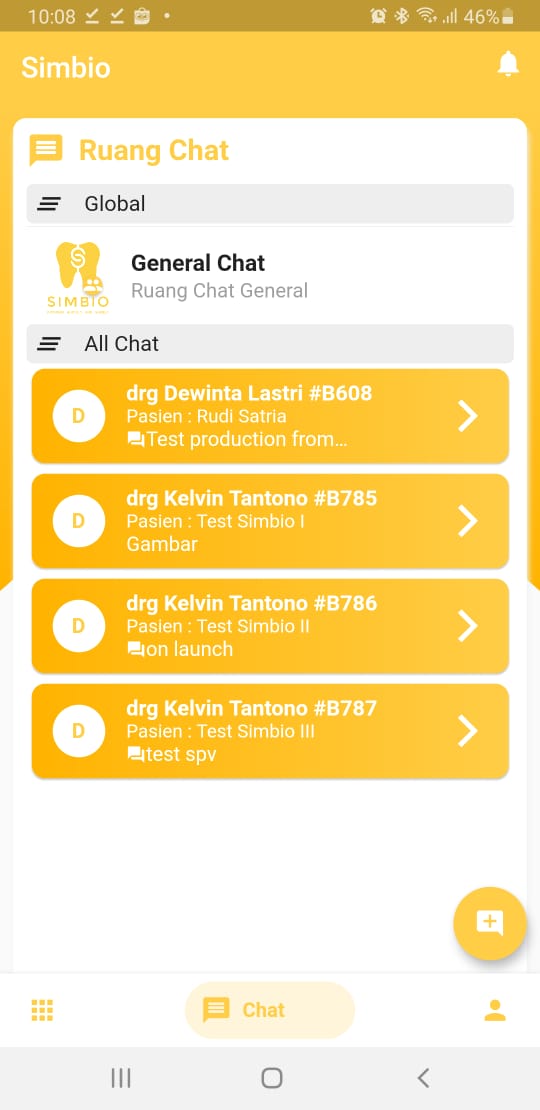 10:08
46%
Simbio
Ruang Chat
Global
SIMBIO
General Chat
Ruang Chat General
All Chat
D
drg Dewinta Lastri #B608
Pasien : Rudi Satria
Test production from...
D
drg Kelvin Tantono #B785
Pasien : Test Simbio I
Gambar
D
drg Kelvin Tantono #B786
Pasien : Test Simbio II
on launch
D
drg Kelvin Tantono #B787
Pasien : Test Simbio III
test spv
Chat